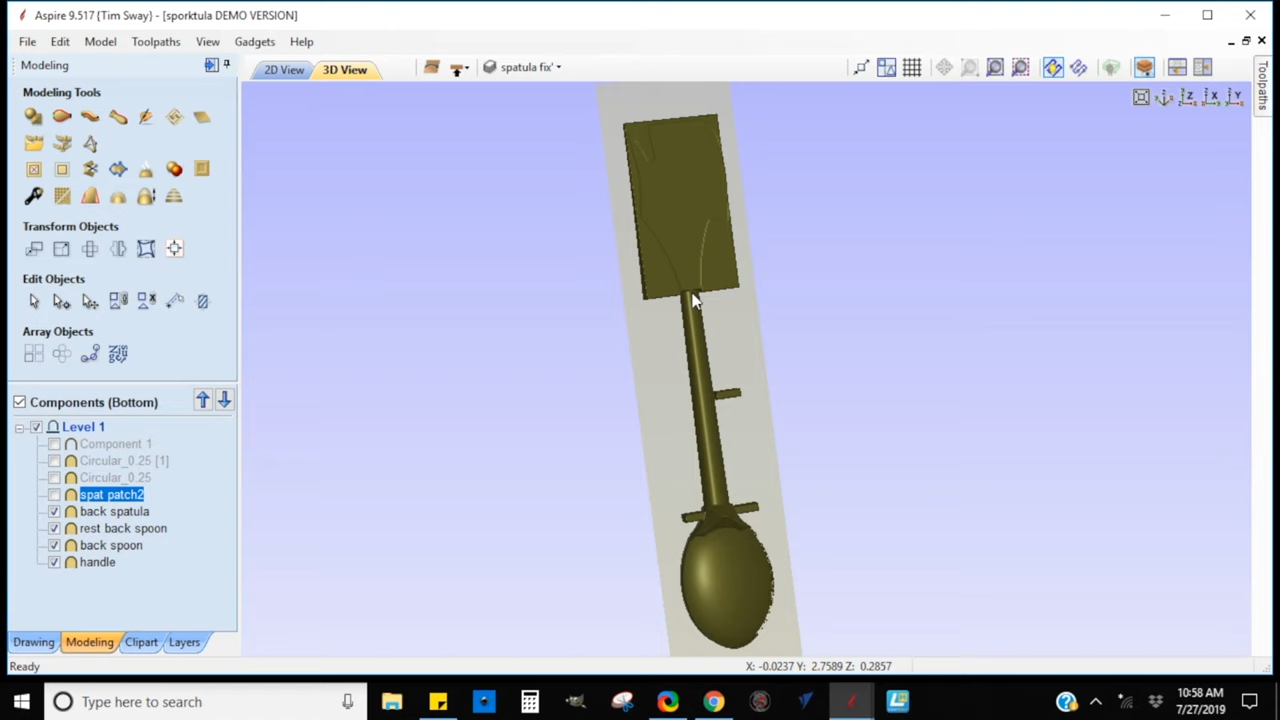 Aspire 9.517 {Tim Sway} - [sporktula DEMO VERSION]
File Edit Model Toolpaths View Gadgets Help
Modeling
2D View 3D View spatula fix'
Toolpaths
Modeling Tools
Z X Y
Transform Objects
Edit Objects
Array Objects
Components (Bottom)
Level 1
Component 1
Circular_0.25 [1]
Circular_0.25
spat patch2
back spatula
rest back spoon
back spoon
handle
Drawing Modeling Clipart Layers
Ready
X: -0.0237 Y: 2.7589 Z: 0.2857
Type here to search
10:58 AM
7/27/2019